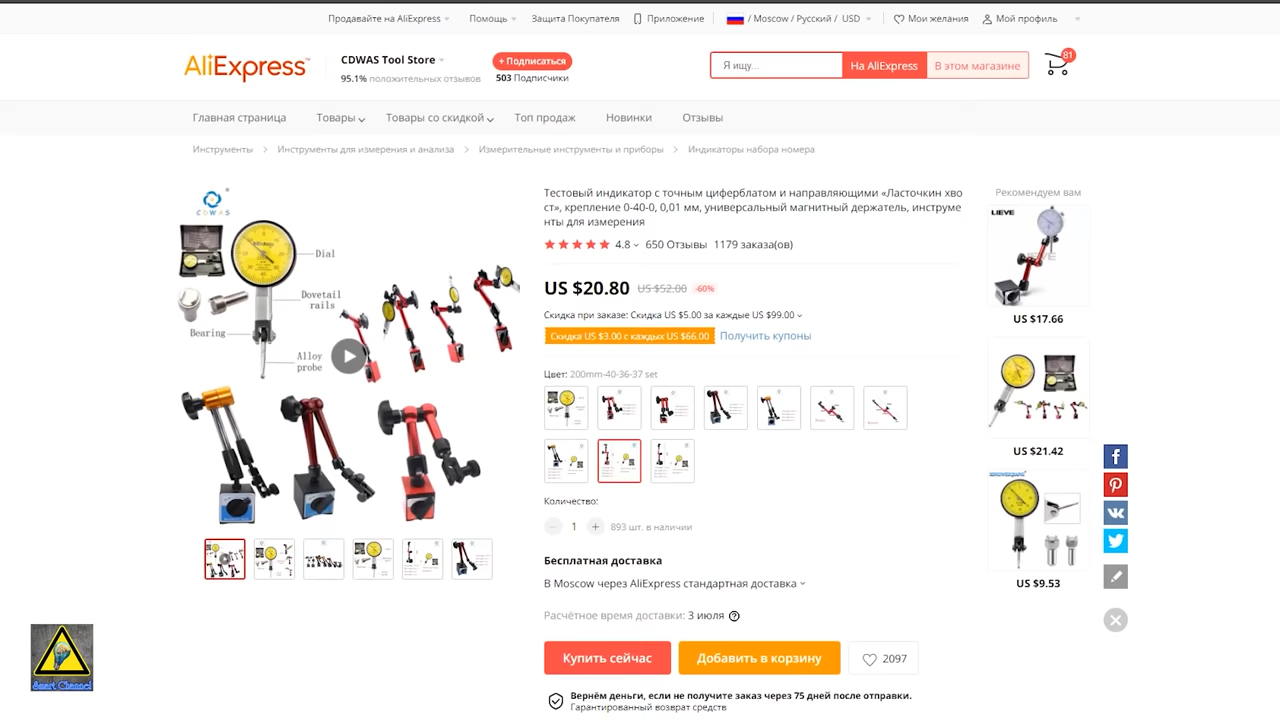 Продавайте на AliExpress
Помощь
Защита Покупателя
Приложение
/ Moscow / Русский / USD
Мои желания
Мой профиль
AliExpress™
CDWAS Tool Store
95.1% положительных отзывов
+ Подписаться
503 Подписчики
Я ищу...
На AliExpress
В этом магазине
81
Главная страница
Товары
Товары со скидкой
Топ продаж
Новинки
Отзывы
Инструменты > Инструменты для измерения и анализа > Измерительные инструменты и приборы > Индикаторы набора номера
CDWAS
Dial
Dovetail
rails
Bearing
Alloy
probe
Тестовый индикатор с точным циферблатом и направляющими «Ласточкин хво
ст», крепление 0-40-0, 0,01 мм, универсальный магнитный держатель, инструме
нты для измерения
4.8
650 Отзывы
1179 заказа(ов)
US $20.80
US $52.00
-60%
Скидка при заказе: Скидка US $5.00 за каждые US $99.00
Скидка US $3.00 с каждых US $66.00
Получить купоны
Цвет: 200mm-40-36-37 set
Количество:
1
893 шт. в наличии
Бесплатная доставка
В Moscow через AliExpress стандартная доставка
Расчётное время доставки: 3 июля
Купить сейчас
Добавить в корзину
2097
Вернём деньги, если не получите заказ через 75 дней после отправки.
Гарантированный возврат средств
Рекомендуем вам
LIEVE
US $17.66
US $21.42
US $9.53
Smart Channel